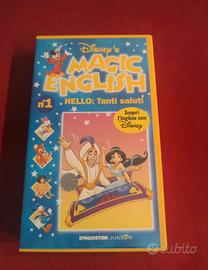 Disney's
MAGIC
ENGLISH
n°1
HELLO: Tanti saluti
Scopri
l'inglese con
Disney
DEAGOSTINI JUNIOR
subito